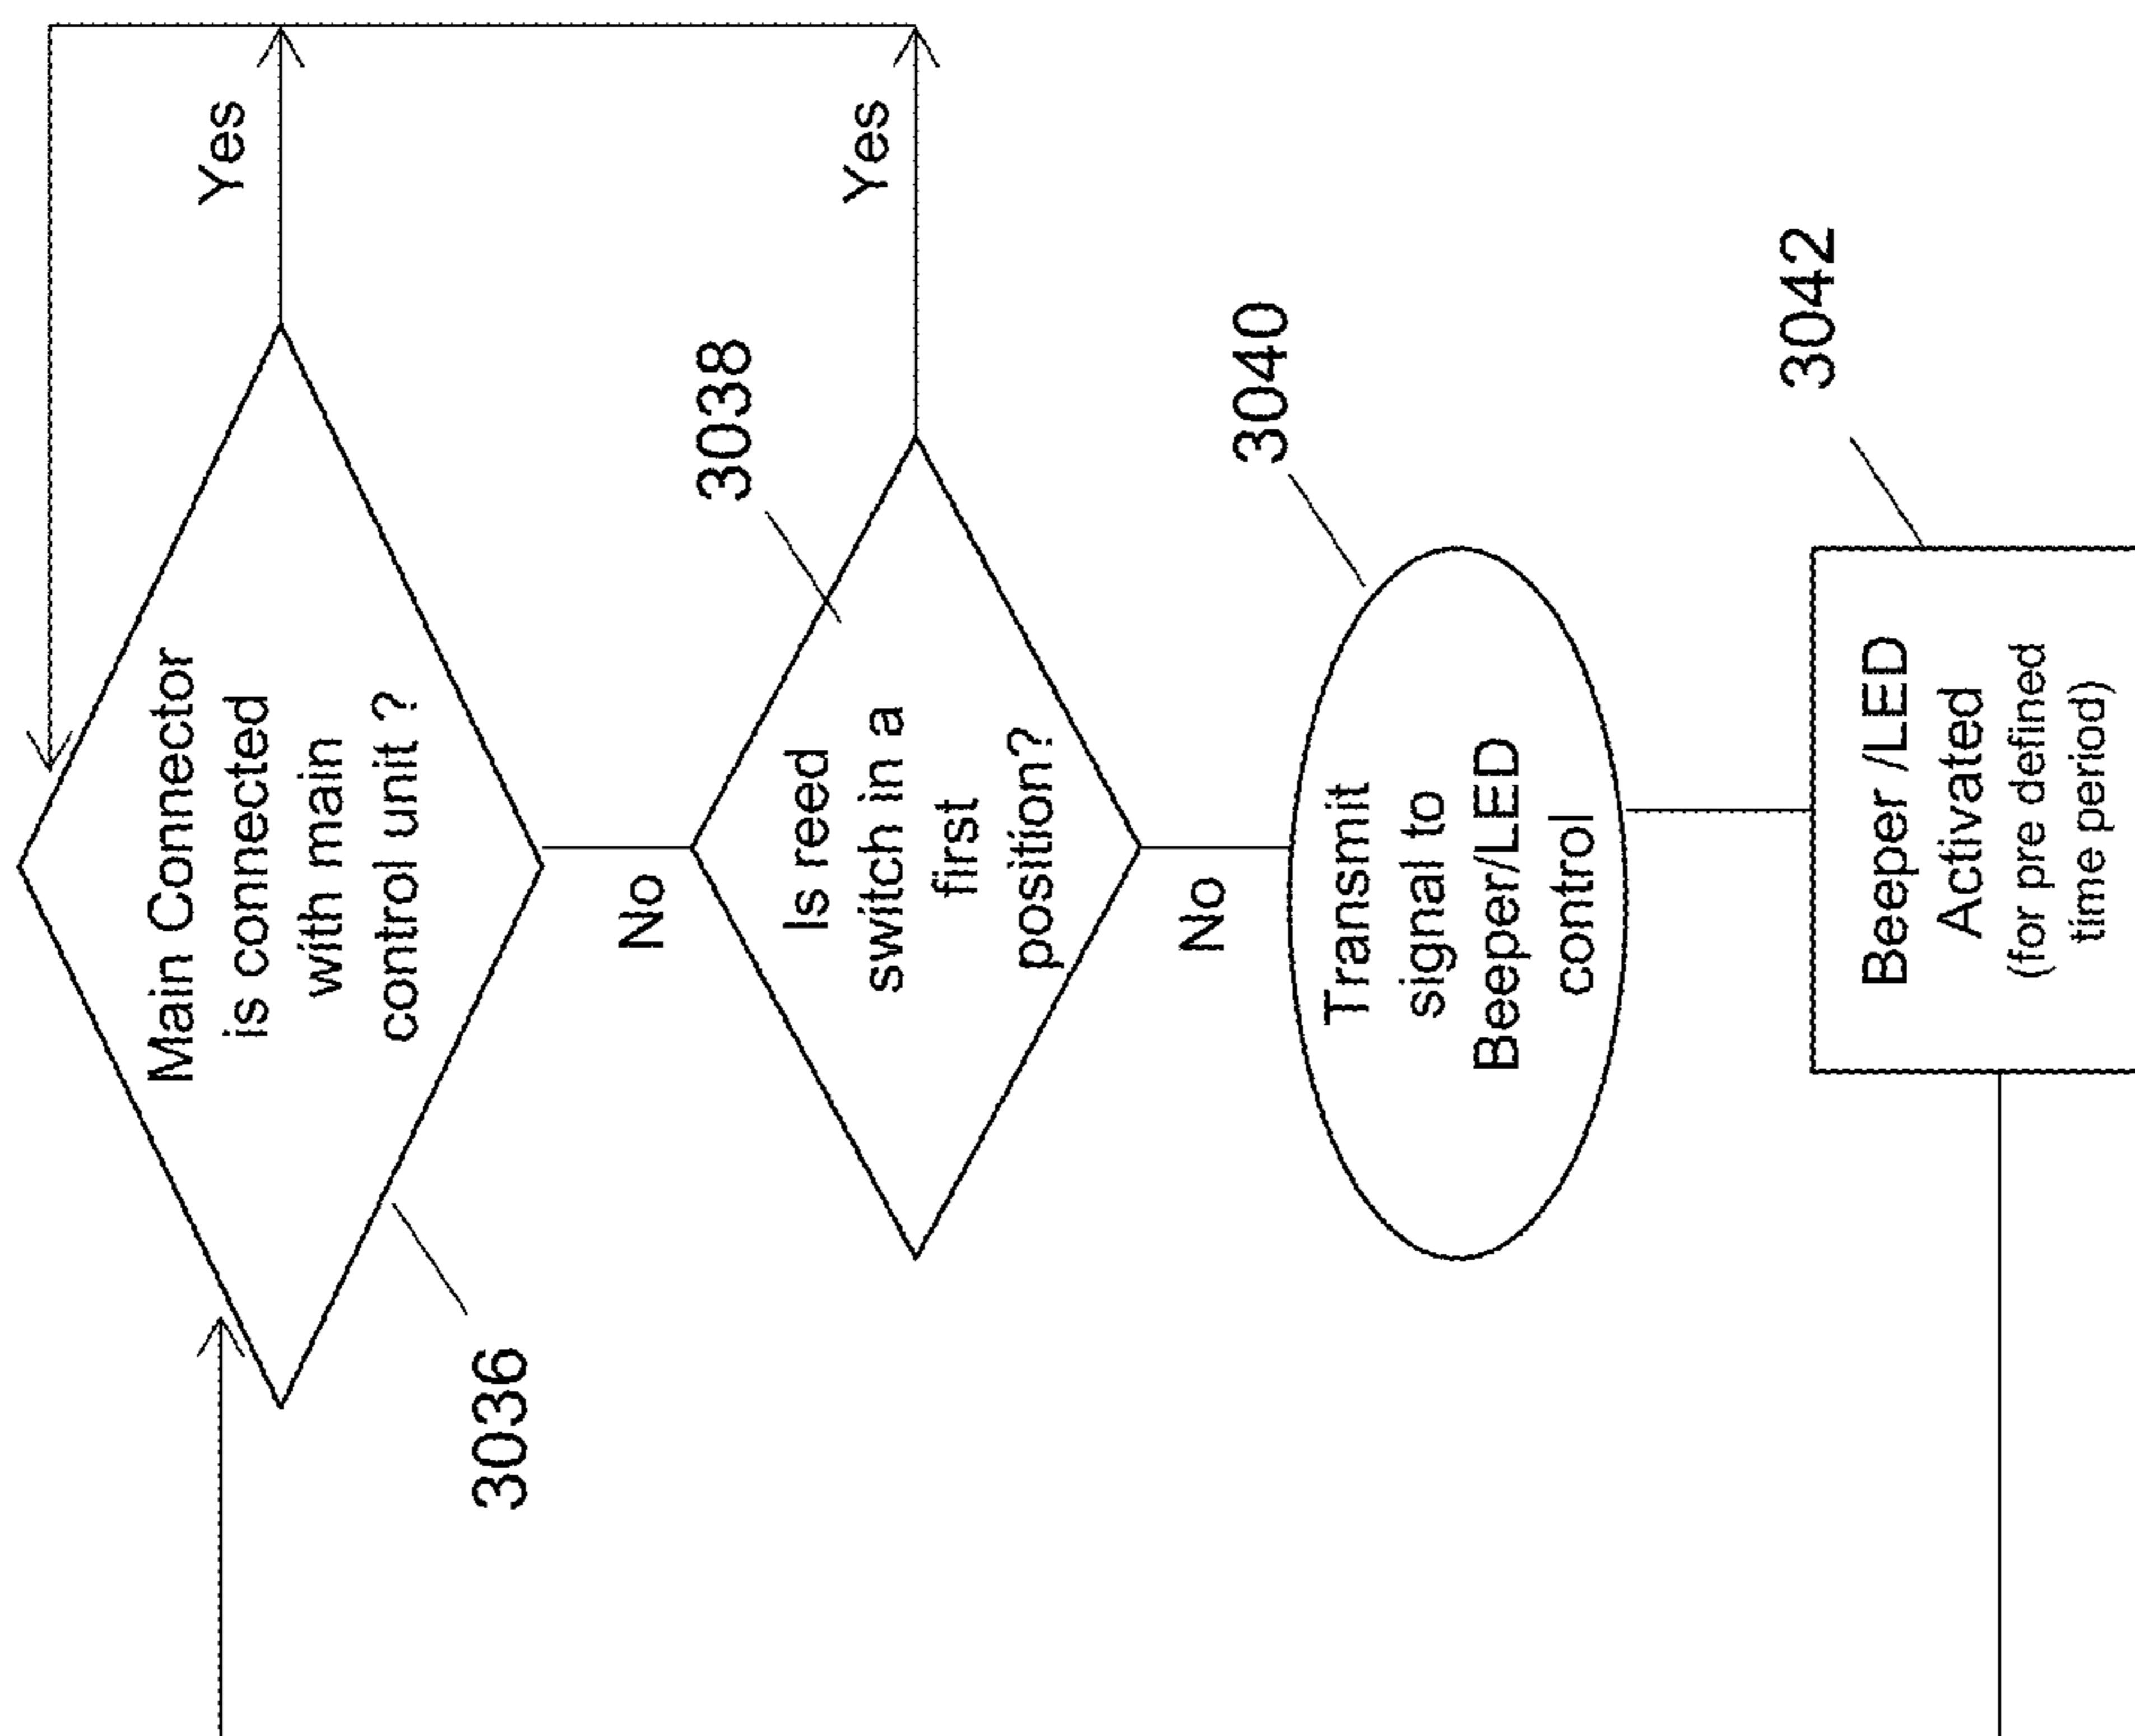 Main Connector
is connected
with main
control unit ?
Yes
3036
No
Is reed
switch in a
first
position?
Yes
3038
No
Transmit
signal to
Beeper/LED
control
3040
Beeper /LED
Activated
(for pre defined
time period)
3042